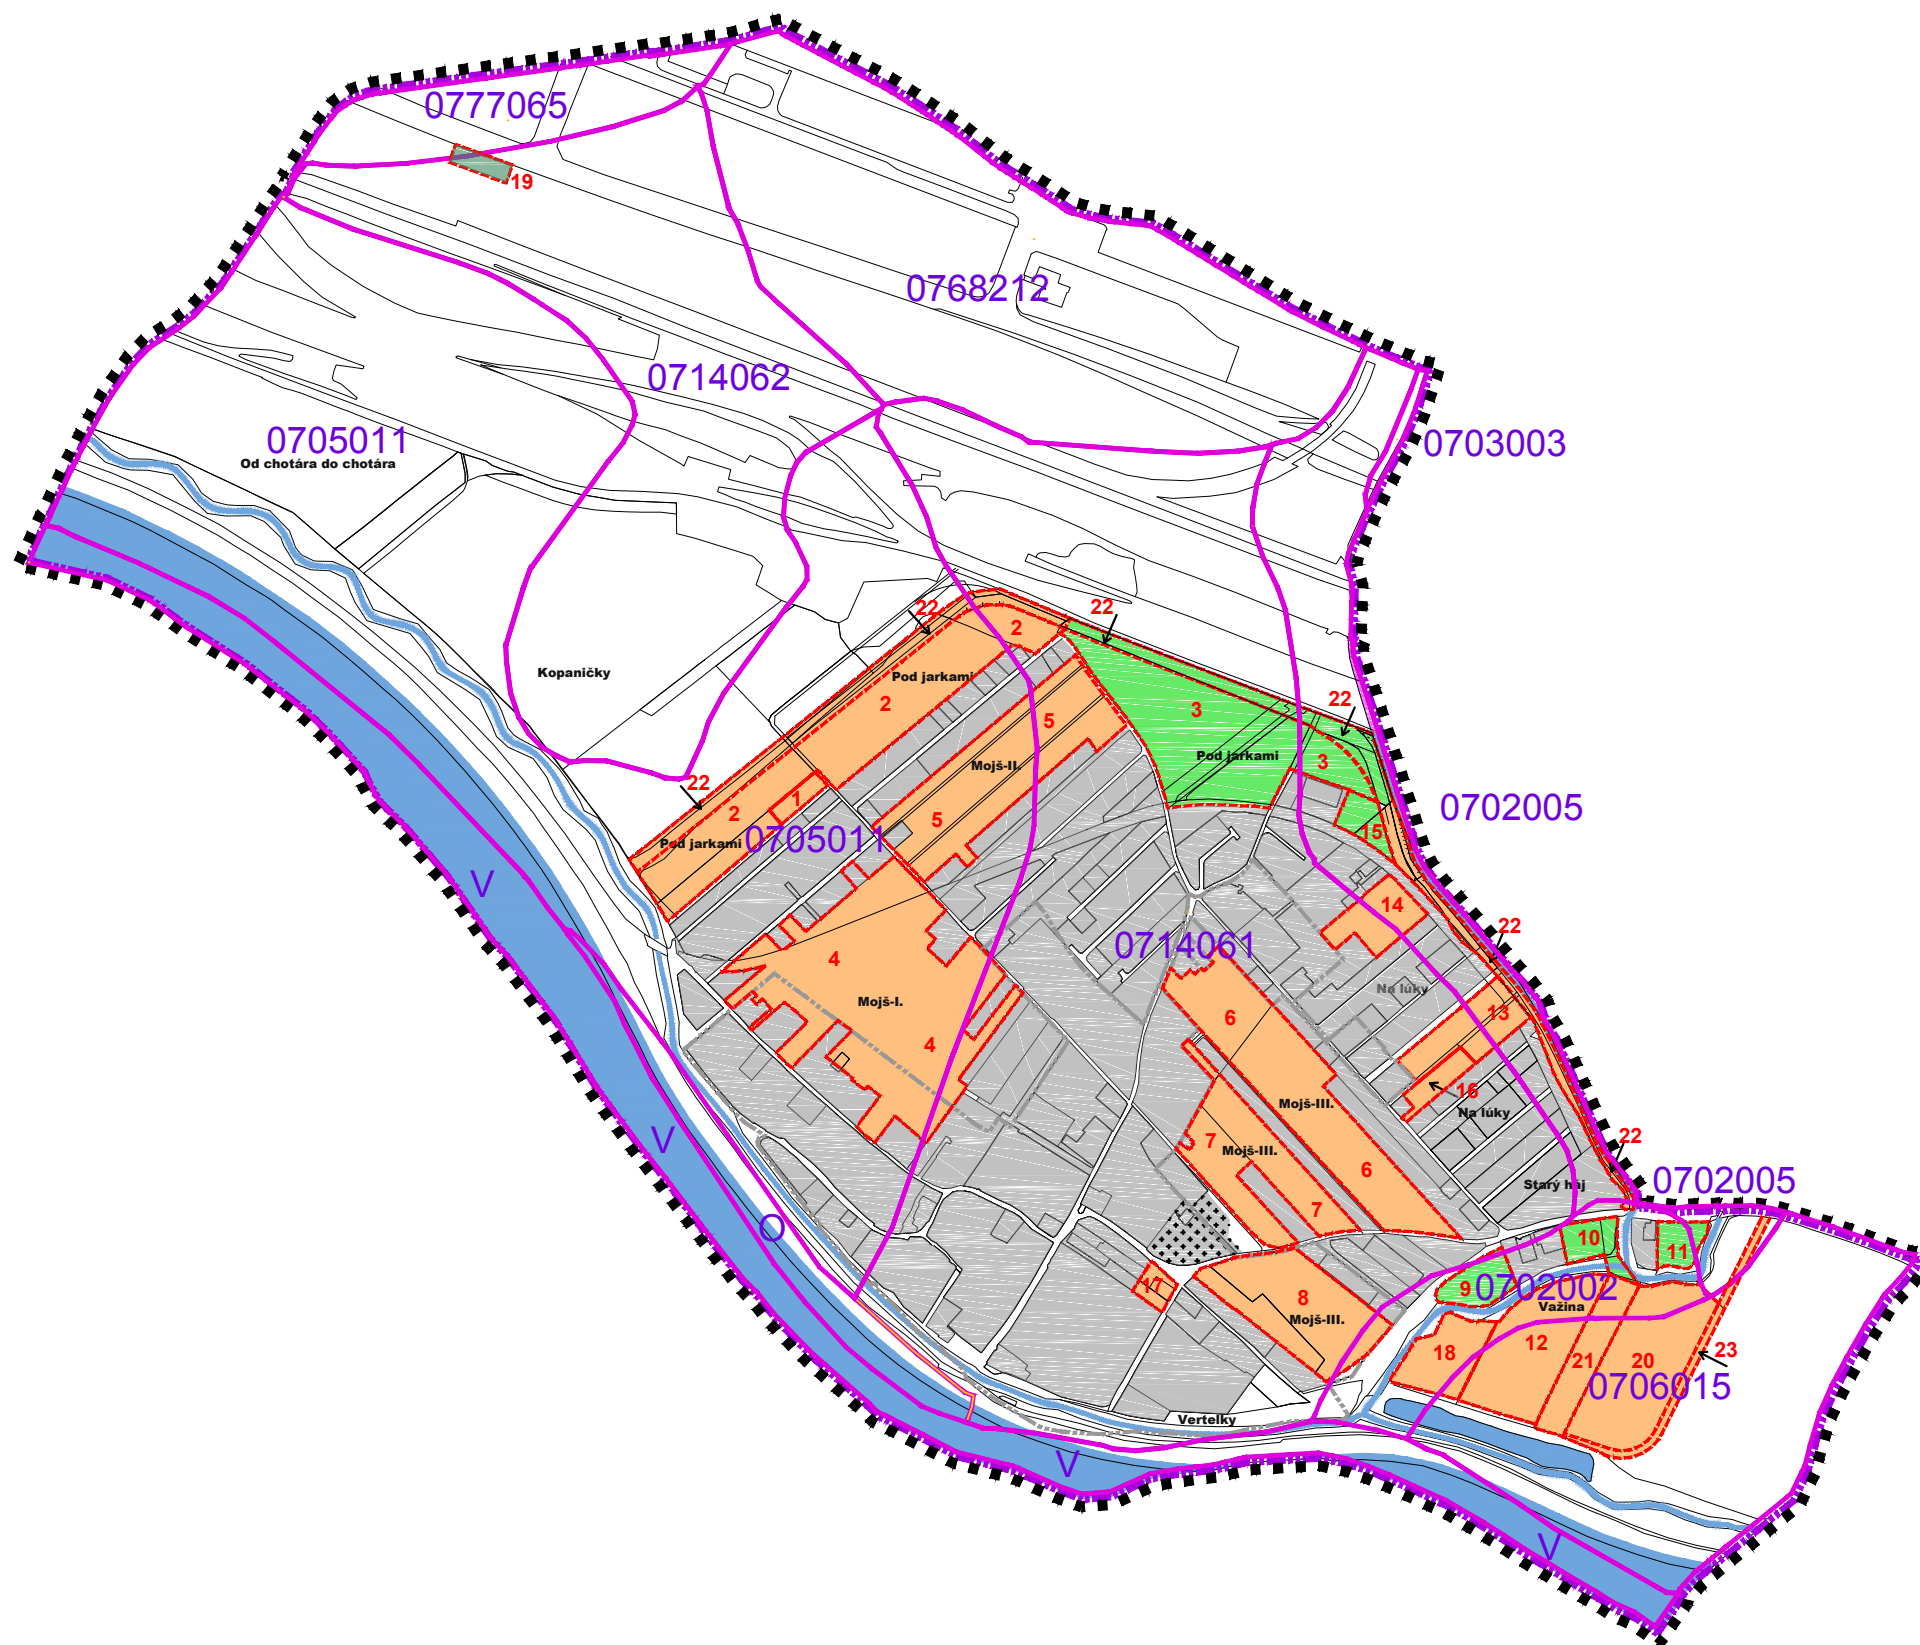 0777065
19
0768212
0714062
0705011
Od chotára do chotára
0703003
22
22
2
Kopaničky
Pod jarkami
2
3
22
5
Pod jarkami
Mojš-II.
3
22
1
2
5
0702005
15
Pod jarkami
0705011
V
14
22
0714061
4
Mojš-I.
Na lúky
13
6
4
16
Mojš-III.
Na lúky
V
7
Mojš-III.
22
6
Starý háj
0702005
7
O
10
11
9
0702002
17
8
Važina
Mojš-III.
18
12
21
20
23
0706015
Vertelky
V
V